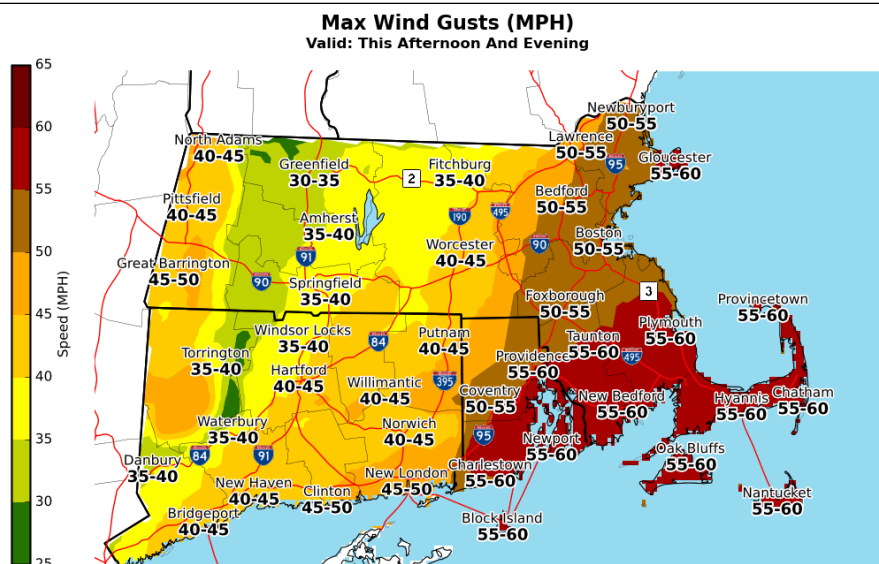 Max Wind Gusts (MPH)
Valid: This Afternoon And Evening
65
60
55
50
45
40
35
30
25
Speed (MPH)
Newburyport
50-55
North Adams
40-45
Lawrence
50-55
Greenfield
30-35
Fitchburg
35-40
2
95
Gloucester
55-60
Pittsfield
40-45
Bedford
50-55
Amherst
35-40
190
495
Boston
50-55
Worcester
40-45
90
91
Great Barrington
45-50
90
Springfield
35-40
Foxborough
50-55
3
Provincetown
55-60
Windsor Locks
35-40
84
Putnam
40-45
Taunton
55-60
Plymouth
55-60
Torrington
35-40
Providence
55-60
495
Hartford
40-45
Willimantic
40-45
395
Coventry
50-55
New Bedford
55-60
Hyannis
55-60
Chatham
55-60
Waterbury
35-40
Norwich
40-45
95
Newport
55-60
Oak Bluffs
55-60
Danbury
35-40
84
91
New London
45-50
Charlestown
55-60
New Haven
40-45
Clinton
45-50
Nantucket
55-60
Bridgeport
40-45
Block Island
55-60